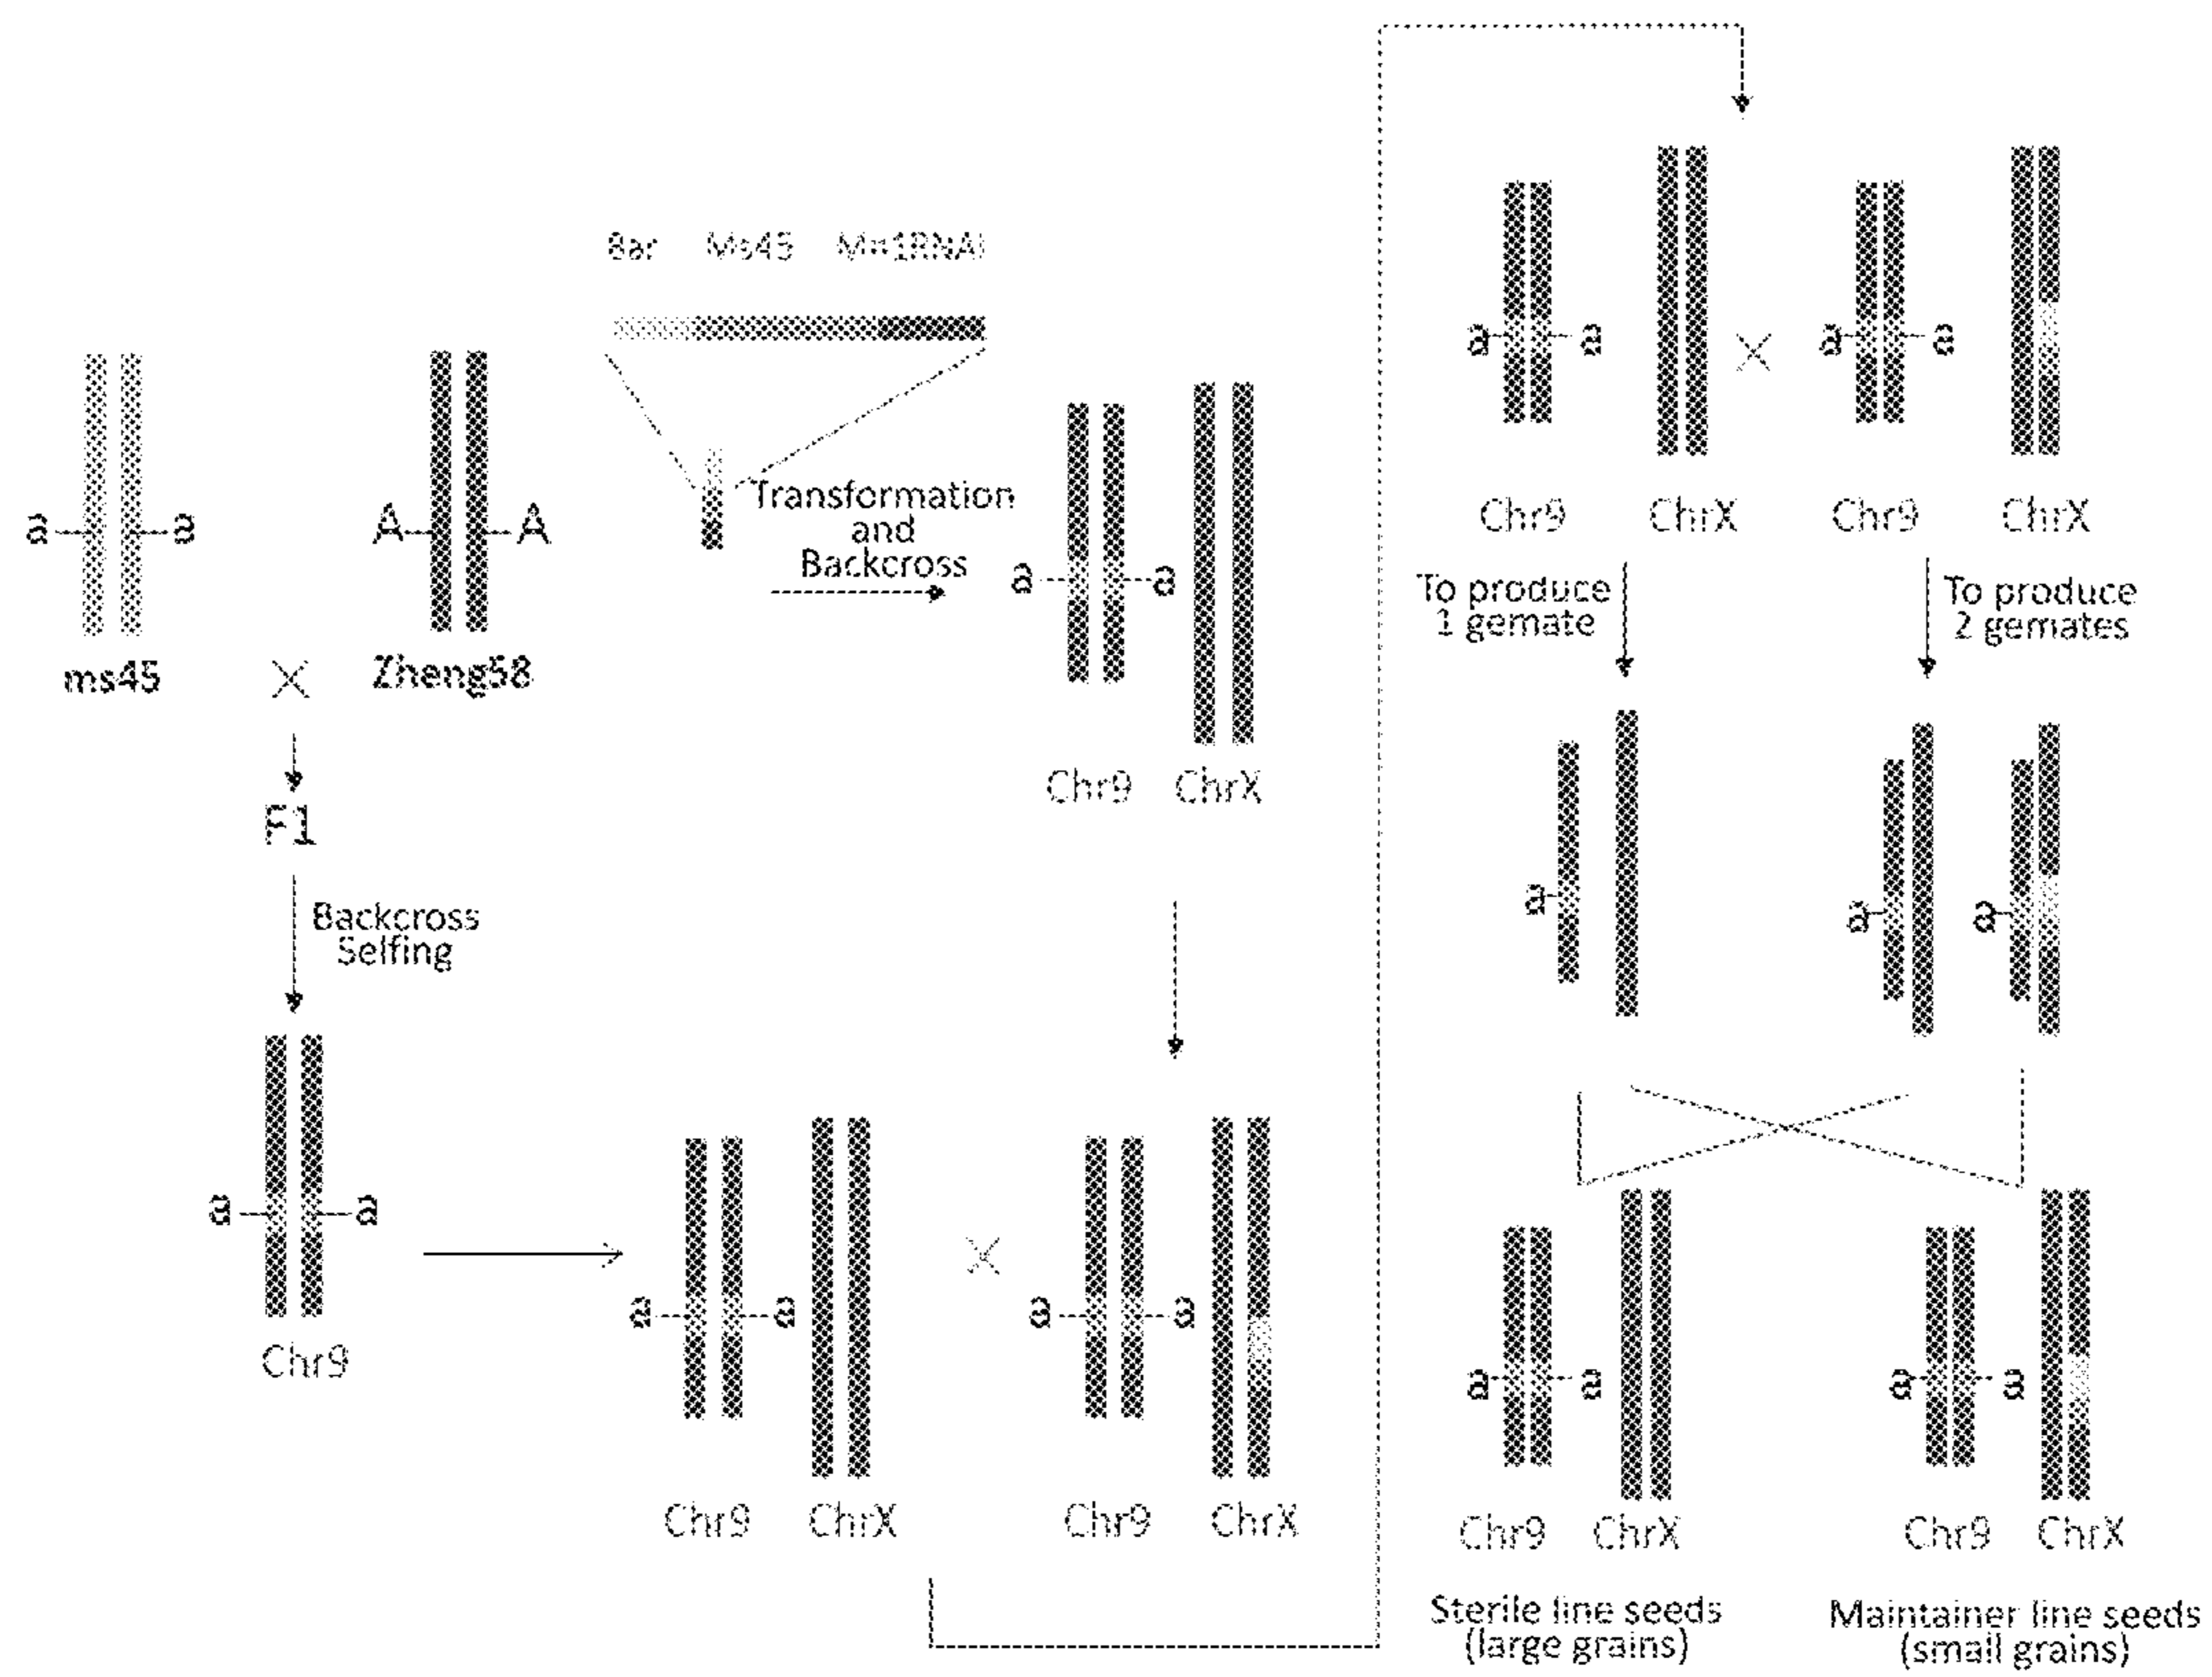 Bar Ms45 Mn1RNAi
a a A A
ms45 Zheng58
F1
Backcross
Selfing
a a
Chr9
Transformation
and
Backcross
a a
Chr9 ChrX
a a a a
Chr9 ChrX Chr9 ChrX
a a a a
Chr9 ChrX Chr9 ChrX
To produce
1 gemate
To produce
2 gemates
a a a
a a a a
Chr9 ChrX Chr9 ChrX
Sterile line seeds
(large grains)
Maintainer line seeds
(small grains)